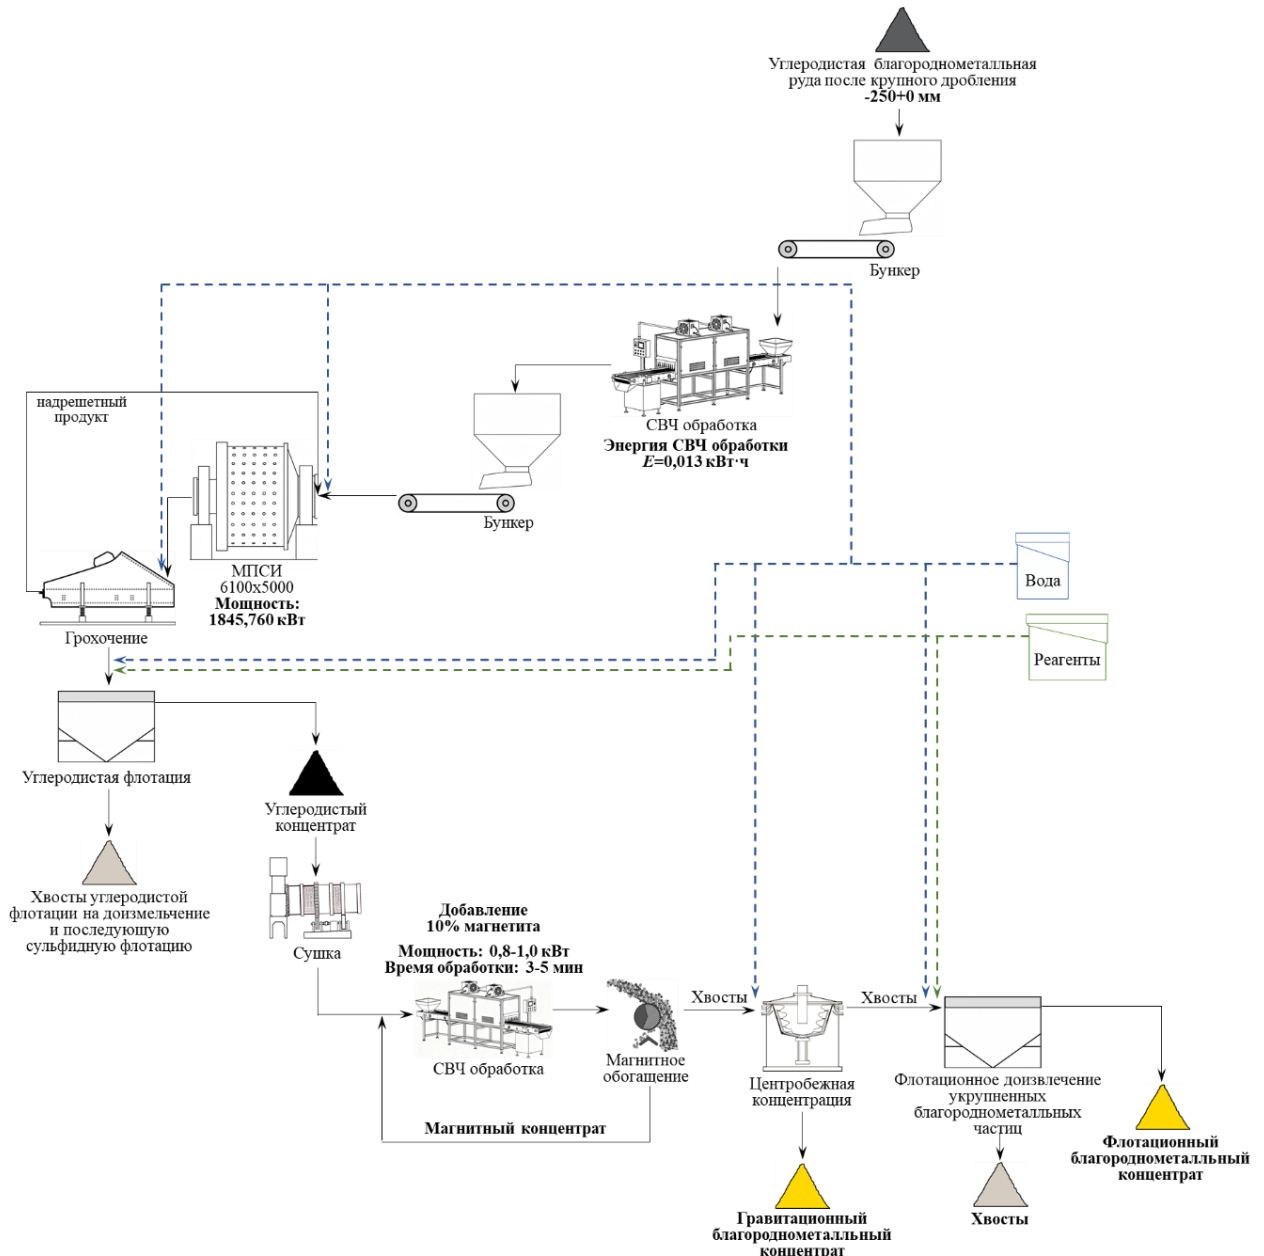 Углеродистая благороднометалльная
руда после крупного дробления
-250+0 мм
Бункер
СВЧ обработка
Энергия СВЧ обработки
E=0,013 кВт·ч
надрешетный
продукт
Бункер
МПСИ
6100х5000
Мощность:
1845,760 кВт
Грохочение
Вода
Реагенты
Углеродистая флотация
Углеродистый
концентрат
Хвосты углеродистой
флотации на доизмельчение
и последующую
сульфидную флотацию
Сушка
Добавление
10% магнетита
Мощность: 0,8-1,0 кВт
Время обработки: 3-5 мин
СВЧ обработка
Магнитное
обогащение
Магнитный концентрат
Хвосты
Центробежная
концентрация
Хвосты
Флотационное доизвлечение
укрупненных
благороднометалльных
частиц
Флотационный
благороднометалльный
концентрат
Гравитационный
благороднометалльный
концентрат
Хвосты